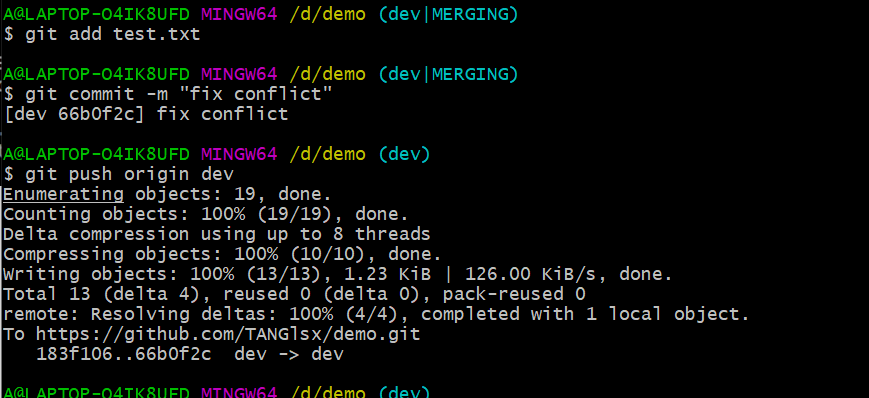 A@LAPTOP-O4IK8UFD MINGW64 /d/demo (dev|MERGING)
$ git add test.txt
A@LAPTOP-O4IK8UFD MINGW64 /d/demo (dev|MERGING)
$ git commit -m "fix conflict"
[dev 66b0f2c] fix conflict
A@LAPTOP-O4IK8UFD MINGW64 /d/demo (dev)
$ git push origin dev
Enumerating objects: 19, done.
Counting objects: 100% (19/19), done.
Delta compression using up to 8 threads
Compressing objects: 100% (10/10), done.
Writing objects: 100% (13/13), 1.23 KiB | 126.00 KiB/s, done.
Total 13 (delta 4), reused 0 (delta 0), pack-reused 0
remote: Resolving deltas: 100% (4/4), completed with 1 local object.
To https://github.com/TANGlsx/demo.git
183f106..66b0f2c  dev -> dev
A@LAPTOP-O4IK8UFD MINGW64 /d/demo (dev)